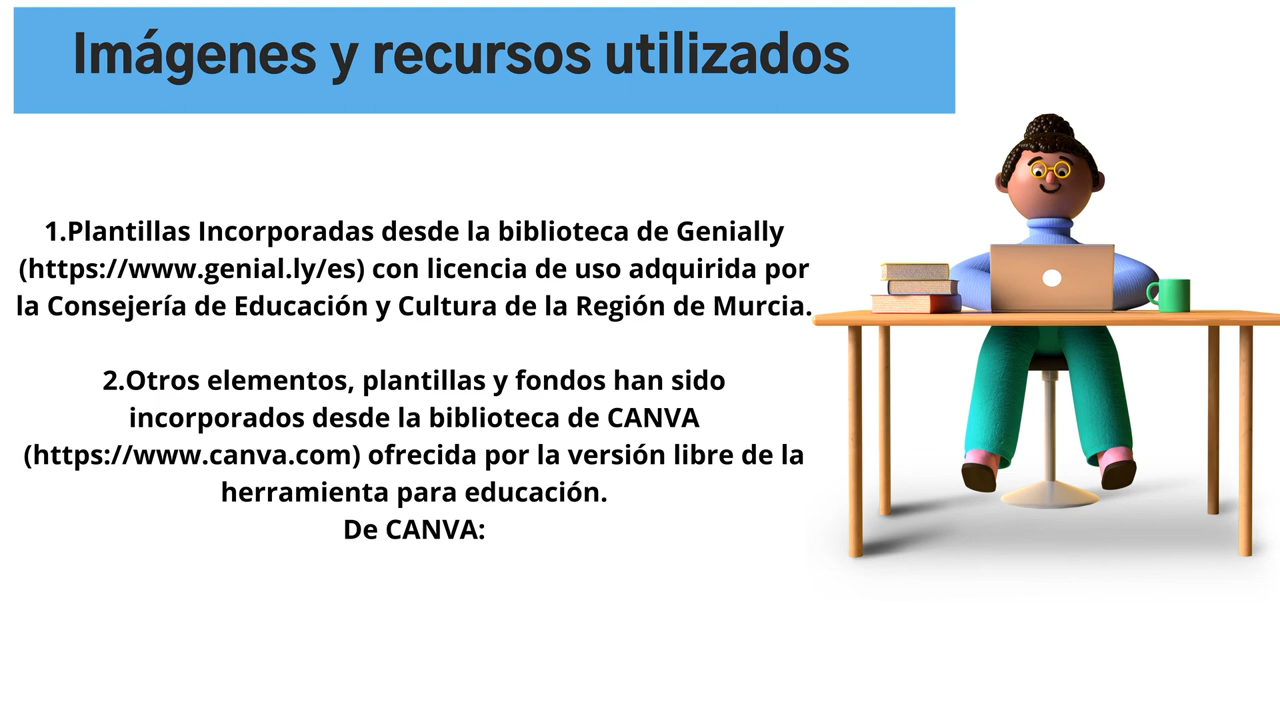 Imágenes y recursos utilizados
1.Plantillas Incorporadas desde la biblioteca de Genially
(https://www.genial.ly/es) con licencia de uso adquirida por
la Consejería de Educación y Cultura de la Región de Murcia.
2.Otros elementos, plantillas y fondos han sido
incorporados desde la biblioteca de CANVA
(https://www.canva.com) ofrecida por la versión libre de la
herramienta para educación.
De CANVA: